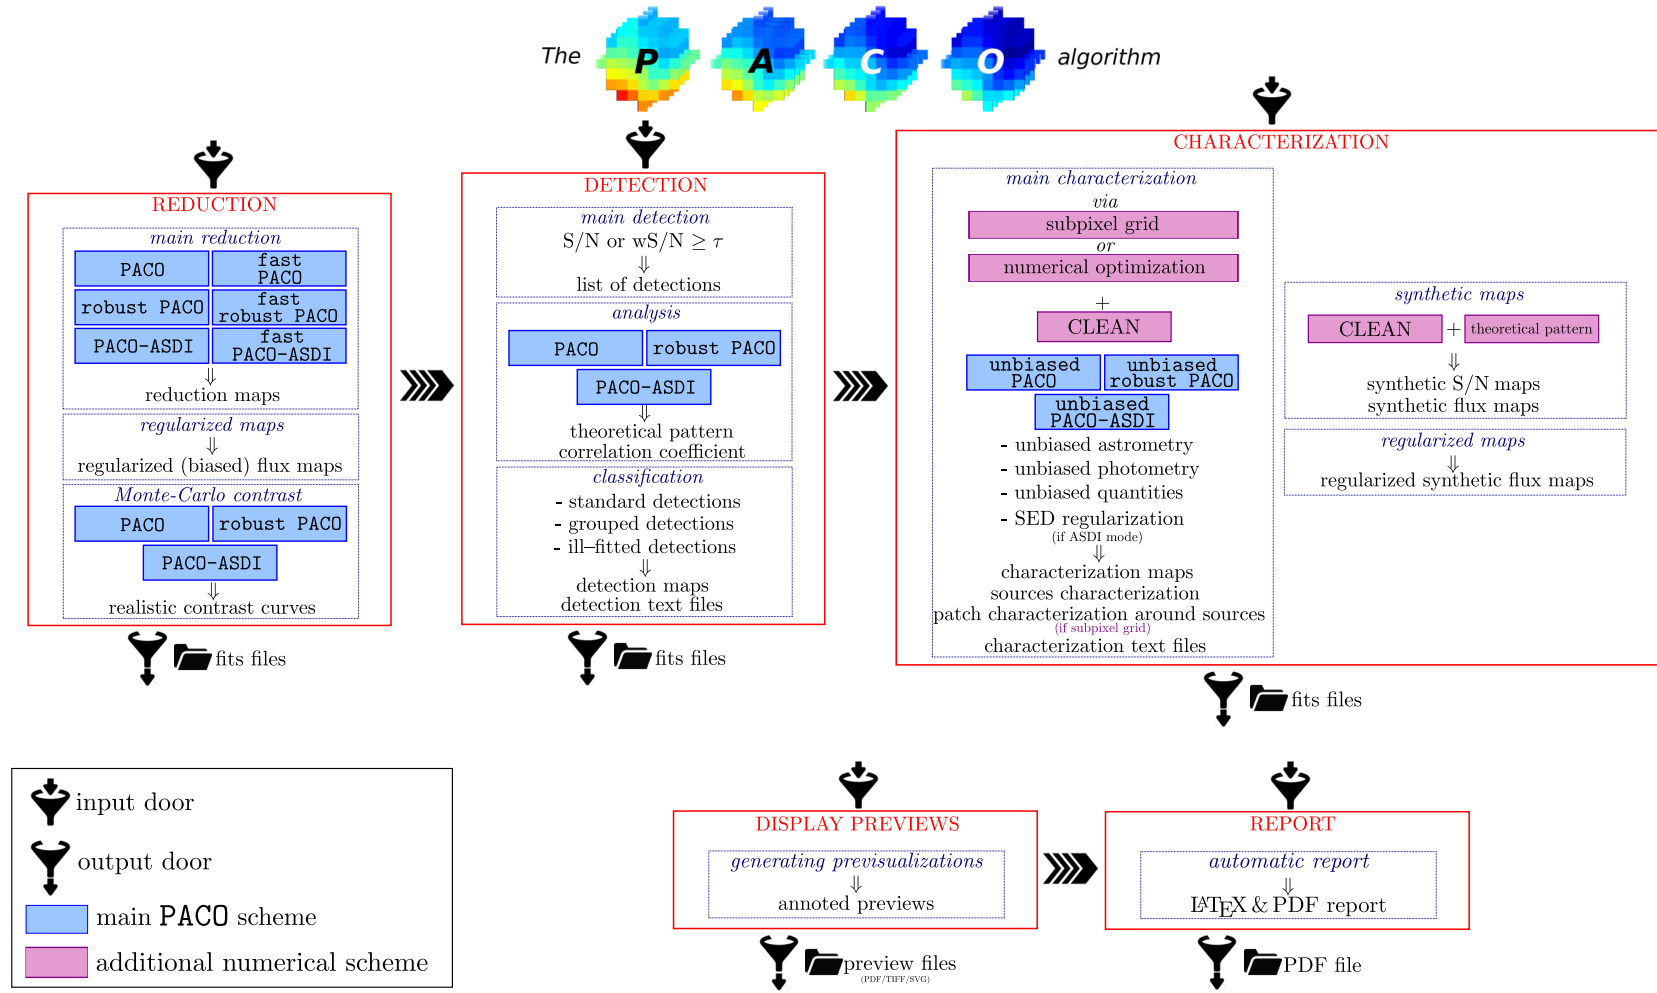 The P A C O algorithm
REDUCTION
main reduction
PACO
fast
PACO
robust PACO
fast
robust PACO
PACO-ASDI
fast
PACO-ASDI
⇓
reduction maps
regularized maps
⇓
regularized (biased) flux maps
Monte-Carlo contrast
PACO
robust PACO
PACO-ASDI
⇓
realistic contrast curves
fits files
DETECTION
main detection
S/N or wS/N ≥ τ
⇓
list of detections
analysis
PACO
robust PACO
PACO-ASDI
⇓
theoretical pattern
correlation coefficient
classification
- standard detections
- grouped detections
- ill–fitted detections
⇓
detection maps
detection text files
fits files
CHARACTERIZATION
main characterization
via
subpixel grid
or
numerical optimization
+
CLEAN
unbiased
PACO
unbiased
robust PACO
unbiased
PACO-ASDI
- unbiased astrometry
- unbiased photometry
- unbiased quantities
- SED regularization
(if ASDI mode)
⇓
characterization maps
sources characterization
patch characterization around sources
(if subpixel grid)
characterization text files
synthetic maps
CLEAN + theoretical pattern
⇓
synthetic S/N maps
synthetic flux maps
regularized maps
⇓
regularized synthetic flux maps
fits files
input door
output door
main PACO scheme
additional numerical scheme
DISPLAY PREVIEWS
generating previsualizations
⇓
annoted previews
preview files
(PDF/TIFF/SVG)
REPORT
automatic report
⇓
LATEX & PDF report
PDF file